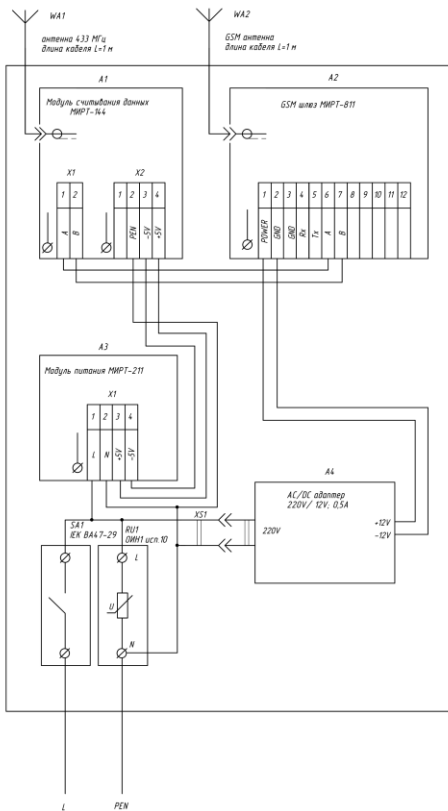 WA1
антенна 433 МГц
длина кабеля L=1 м
WA2
GSM антенна
длина кабеля L=1 м
A1
Модуль считывания данных
МИРТ-144
X1
1 2
A B
X2
1 2 3 4
PEN -5V +5V
A2
GSM шлюз МИРТ-811
1 2 3 4 5 6 7 8 9 10 11 12
POWER GND GND Rx Tx A B
A3
Модуль питания МИРТ-211
X1
1 2 3 4
L N +5V -5V
A4
AC/DC адаптер
220V/ 12V, 0,5A
+12V
-12V
220V
XS1
SA1
IEK ВА47-29
RU1
ОИН1 исп.10
L
U
N
L
PEN